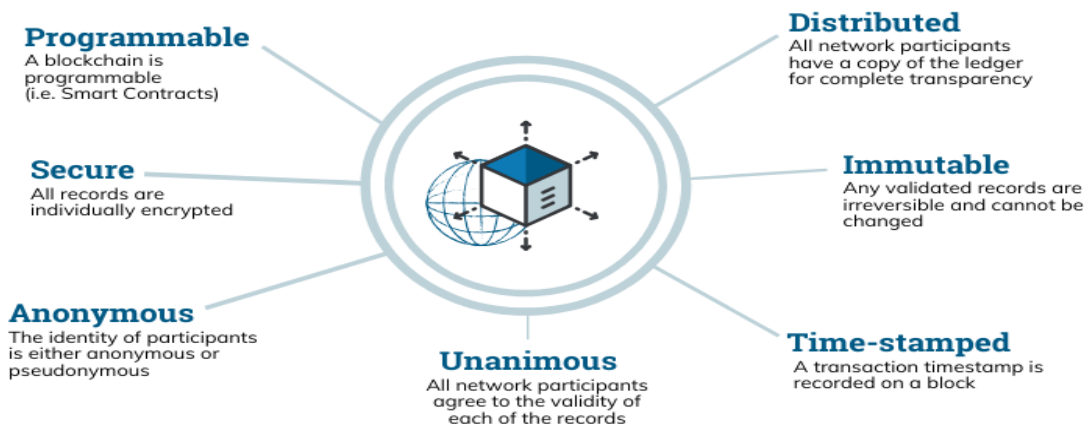 Programmable
A blockchain is
programmable
(i.e. Smart Contracts)
Secure
All records are
individually encrypted
Anonymous
The identity of participants
is either anonymous or
pseudonymous
Unanimous
All network participants
agree to the validity of
each of the records
Distributed
All network participants
have a copy of the ledger
for complete transparency
Immutable
Any validated records are
irreversible and cannot be
changed
Time-stamped
A transaction timestamp is
recorded on a block